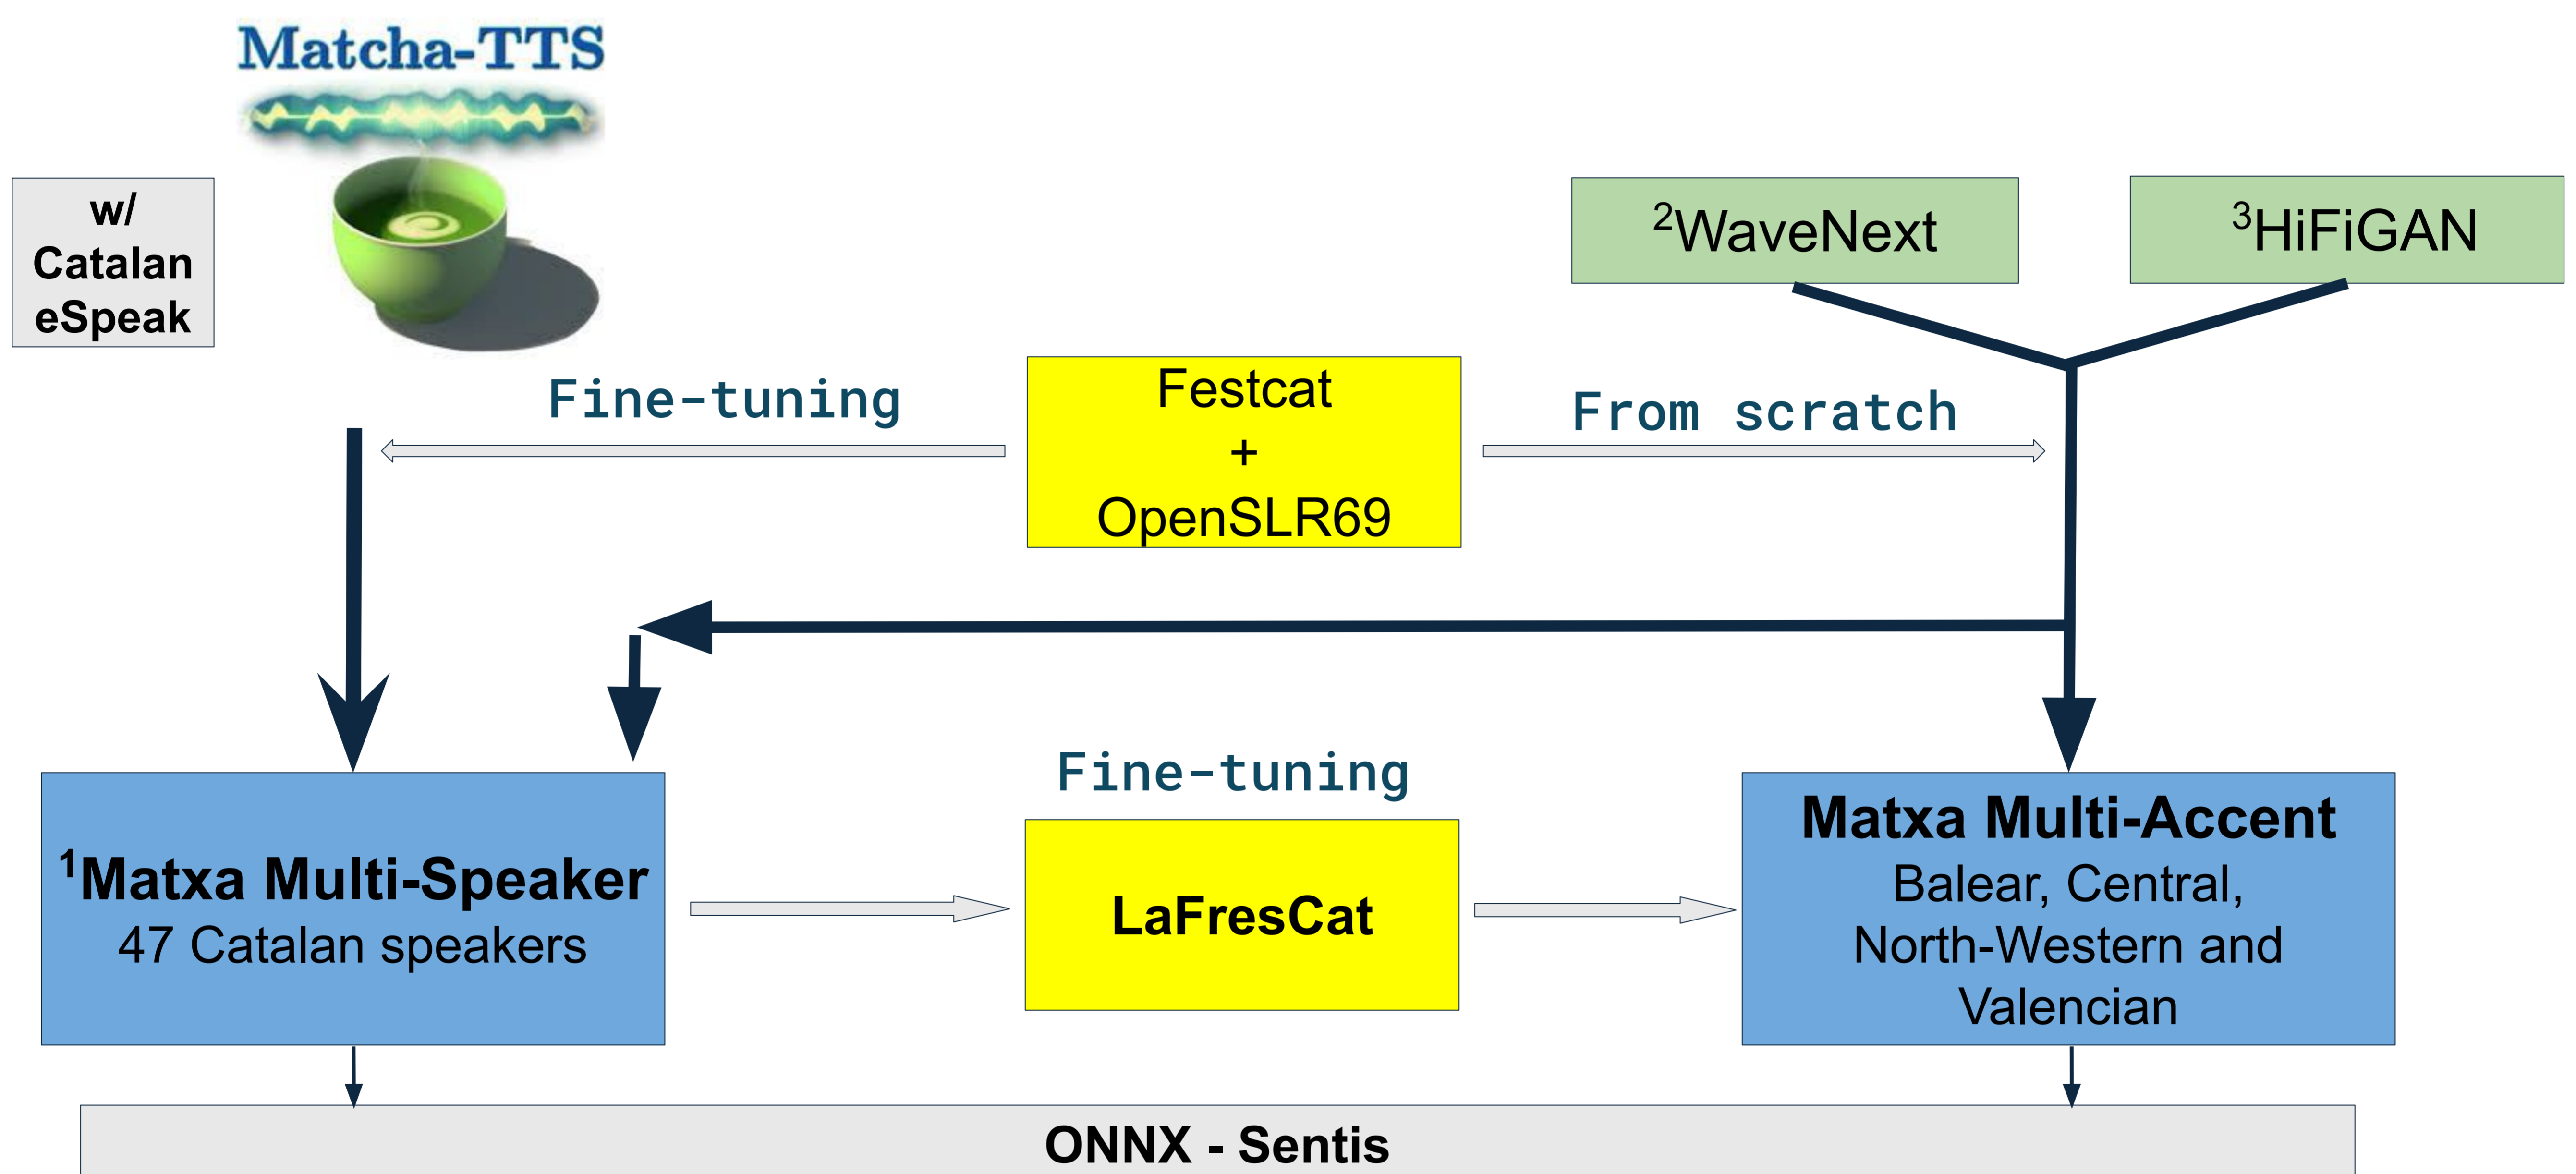 Matcha-TTS
w/
Catalan
eSpeak
²WaveNext
³HiFiGAN
Fine-tuning
Festcat
+
OpenSLR69
From scratch
¹Matxa Multi-Speaker
47 Catalan speakers
Fine-tuning
LaFresCat
Matxa Multi-Accent
Balear, Central,
North-Western and
Valencian
ONNX - Sentis